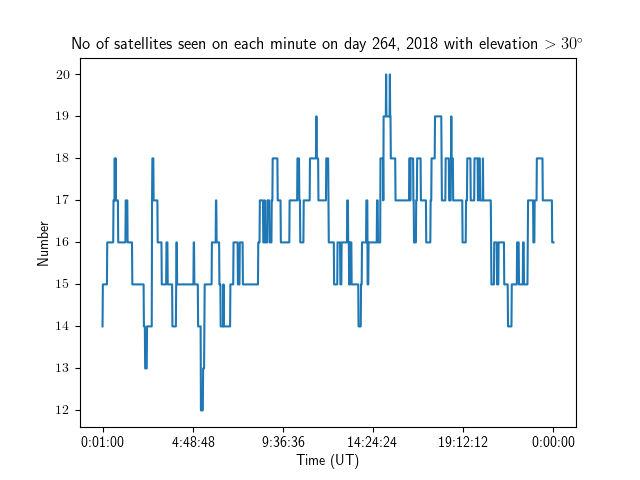 No of satellites seen on each minute on day 264, 2018 with elevation > 30°
20
19
18
17
16
15
14
13
12
Number
0:01:00 4:48:48 9:36:36 14:24:24 19:12:12 0:00:00
Time (UT)